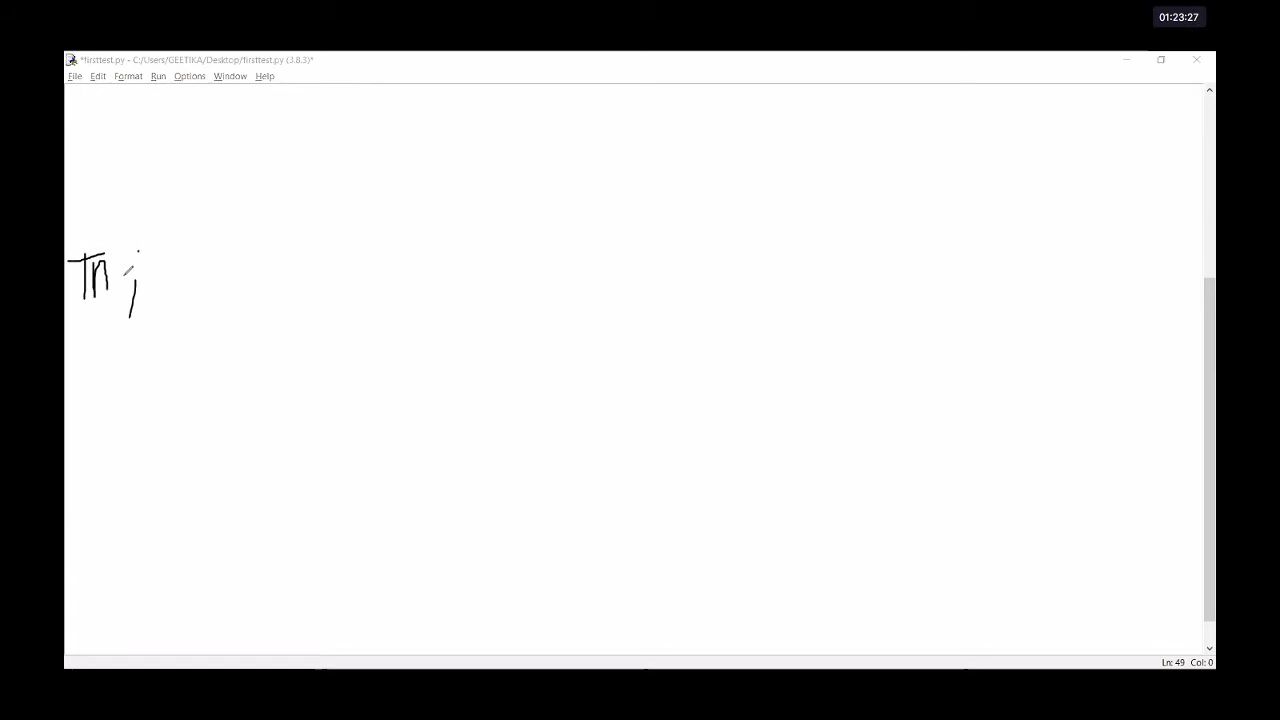 01:23:27
*firsttest.py - C:/Users/GEETIKA/Desktop/firsttest.py (3.8.3)*
File Edit Format Run Options Window Help
Ln: 49 Col: 0